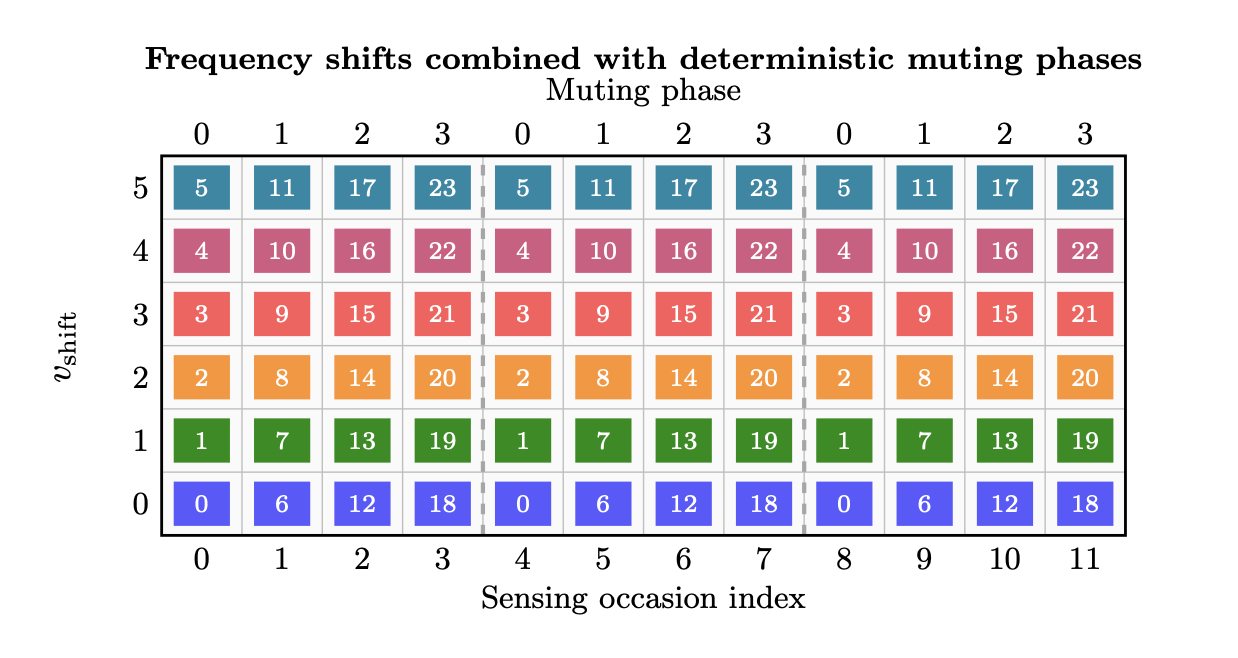 Frequency shifts combined with deterministic muting phases
Muting phase
0 1 2 3 0 1 2 3 0 1 2 3
5 5 11 17 23 5 11 17 23 5 11 17 23
4 4 10 16 22 4 10 16 22 4 10 16 22
3 3 9 15 21 3 9 15 21 3 9 15 21
v_shift
2 2 8 14 20 2 8 14 20 2 8 14 20
1 1 7 13 19 1 7 13 19 1 7 13 19
0 0 6 12 18 0 6 12 18 0 6 12 18
0 1 2 3 4 5 6 7 8 9 10 11
Sensing occasion index